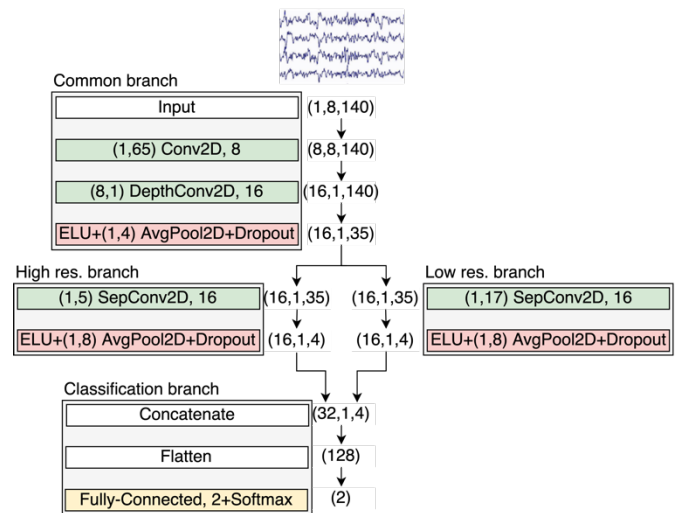 Common branch
Input (1,8,140)
(1,65) Conv2D, 8 (8,8,140)
(8,1) DepthConv2D, 16 (16,1,140)
ELU+(1,4) AvgPool2D+Dropout (16,1,35)
High res. branch Low res. branch
(1,5) SepConv2D, 16 (16,1,35) (16,1,35) (1,17) SepConv2D, 16
ELU+(1,8) AvgPool2D+Dropout (16,1,4) (16,1,4) ELU+(1,8) AvgPool2D+Dropout
Classification branch
Concatenate (32,1,4)
Flatten (128)
Fully-Connected, 2+Softmax (2)